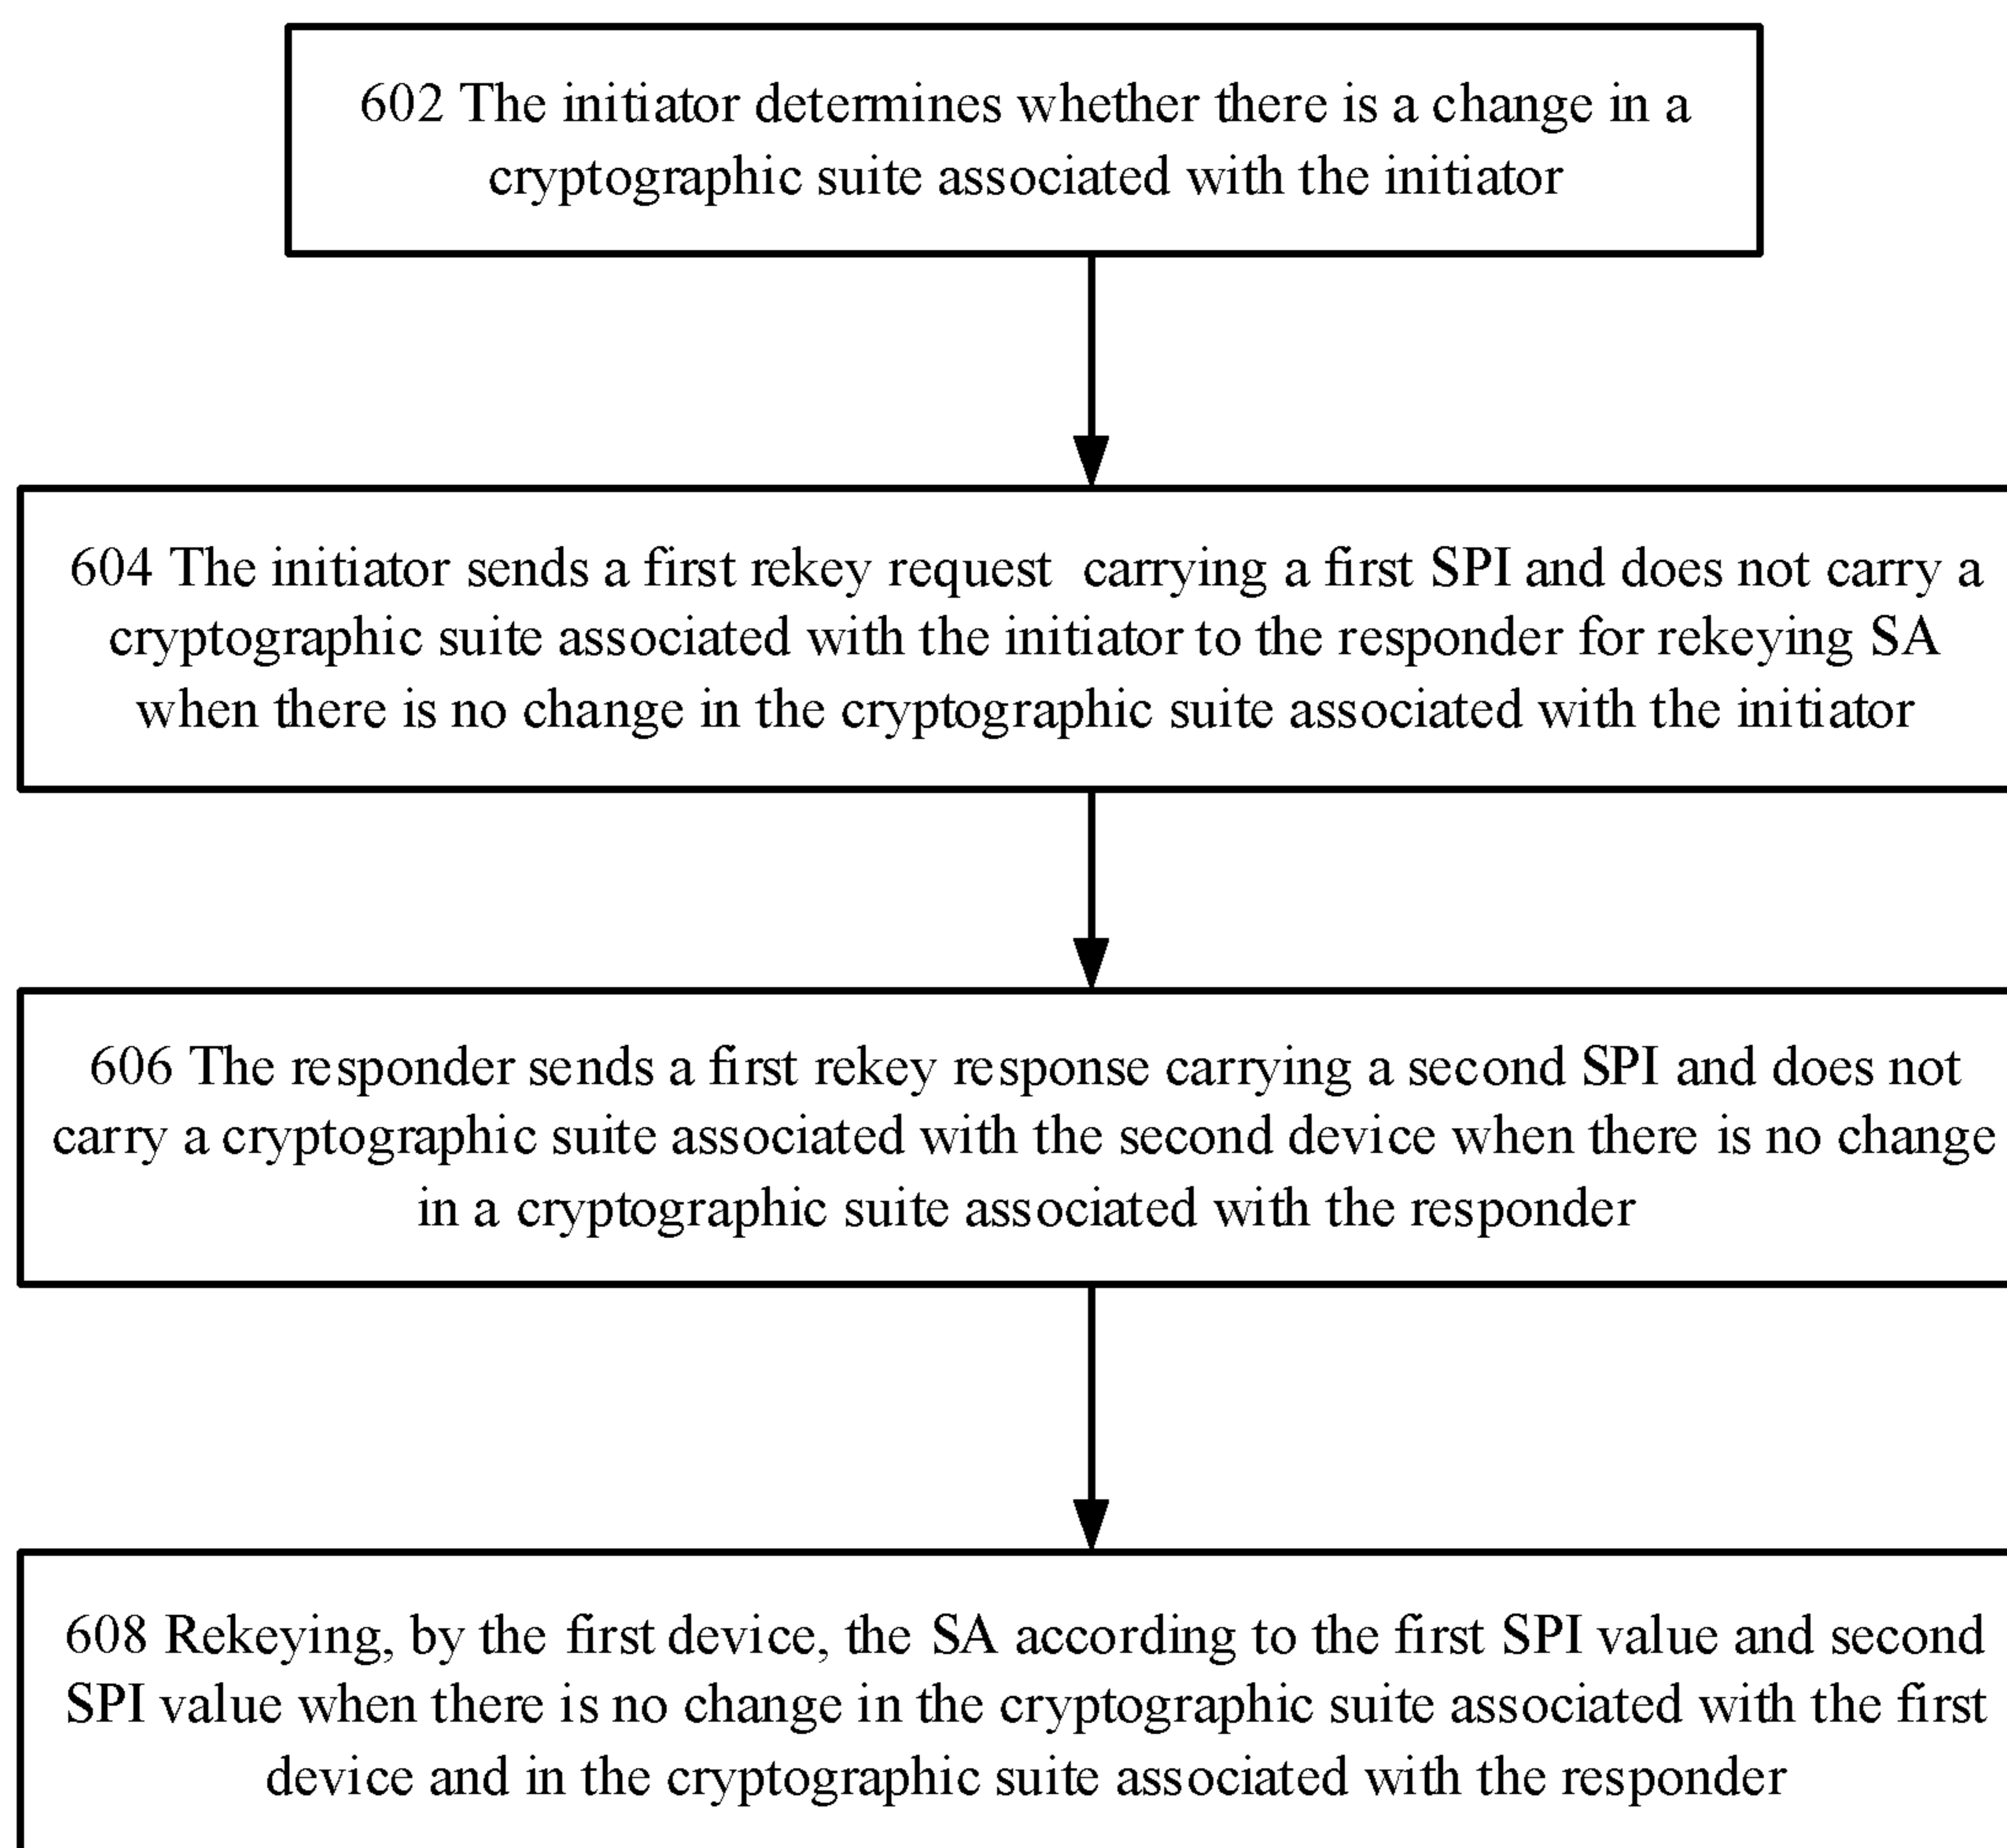 602 The initiator determines whether there is a change in a
cryptographic suite associated with the initiator
604 The initiator sends a first rekey request carrying a first SPI and does not carry a
cryptographic suite associated with the initiator to the responder for rekeying SA
when there is no change in the cryptographic suite associated with the initiator
606 The responder sends a first rekey response carrying a second SPI and does not
carry a cryptographic suite associated with the second device when there is no change
in a cryptographic suite associated with the responder
608 Rekeying, by the first device, the SA according to the first SPI value and second
SPI value when there is no change in the cryptographic suite associated with the first
device and in the cryptographic suite associated with the responder